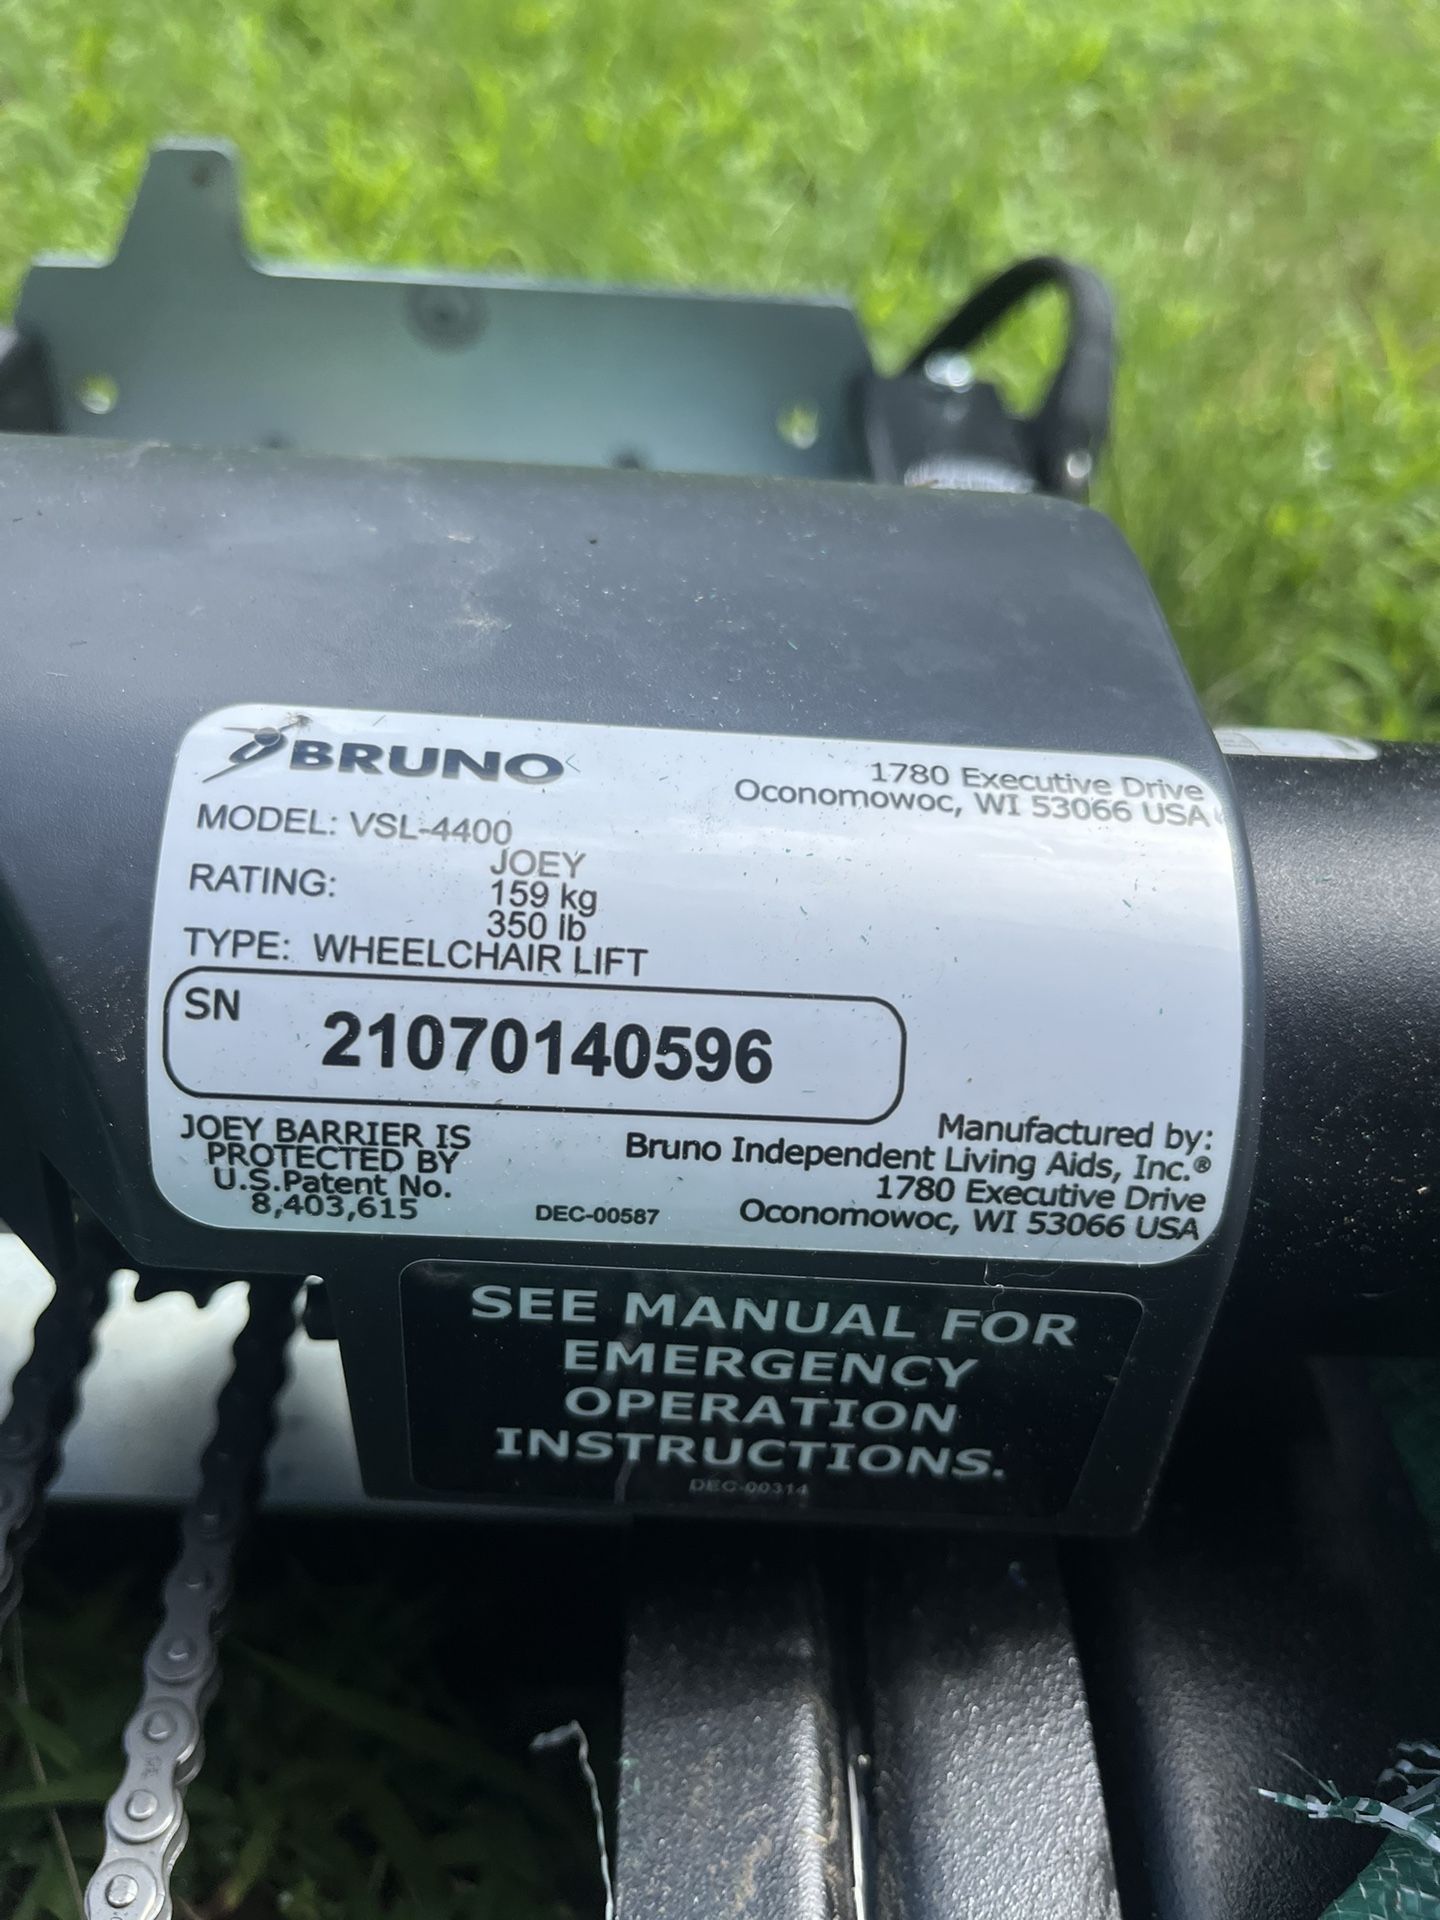 BRUNO
1780 Executive Drive
Oconomowoc, WI 53066 USA
MODEL: VSL-4400
JOEY
RATING: 159 kg
350 lb
TYPE: WHEELCHAIR LIFT
SN 21070140596
JOEY BARRIER IS
PROTECTED BY
U.S.Patent No.
8,403,615
DEC-00587
Manufactured by:
Bruno Independent Living Aids, Inc.®
1780 Executive Drive
Oconomowoc, WI 53066 USA
SEE MANUAL FOR
EMERGENCY
OPERATION
INSTRUCTIONS.
DEC-00314